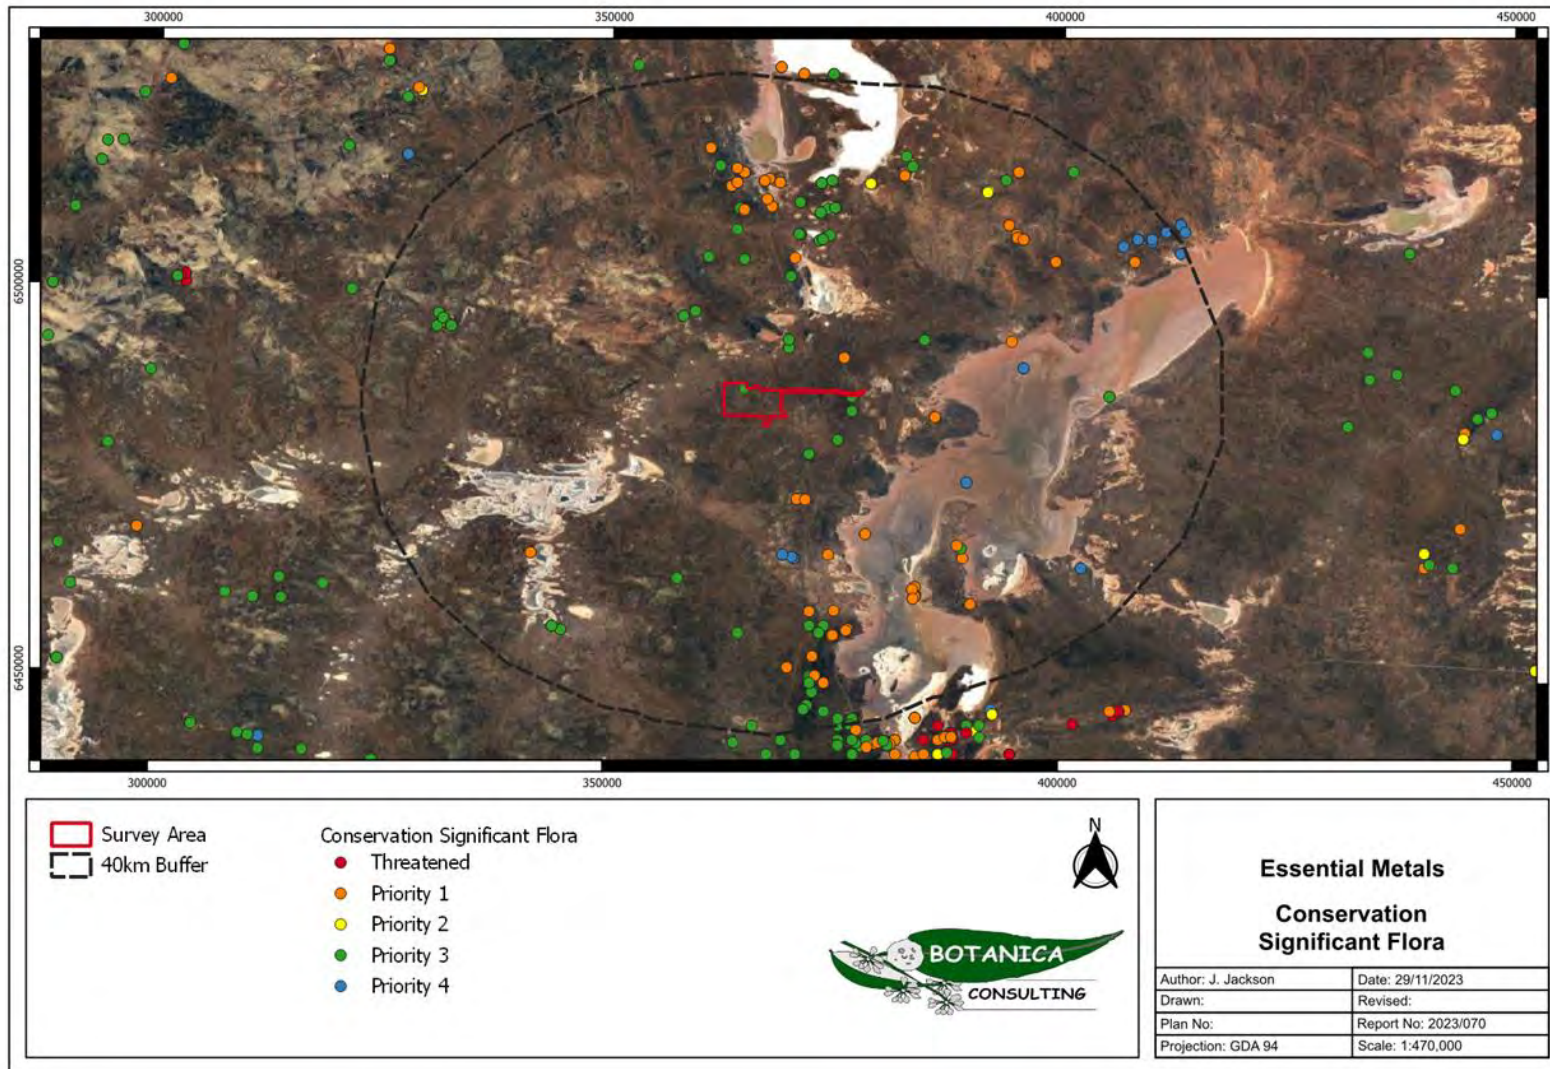 300000
350000
400000
450000
6500000
6500000
6450000
6450000
300000
350000
400000
450000
Survey Area
40km Buffer
Conservation Significant Flora
Threatened
Priority 1
Priority 2
Priority 3
Priority 4
N
BOTANICA
CONSULTING
Essential Metals
Conservation
Significant Flora
Author: J. Jackson
Date: 29/11/2023
Drawn:
Revised:
Plan No:
Report No: 2023/070
Projection: GDA 94
Scale: 1:470,000